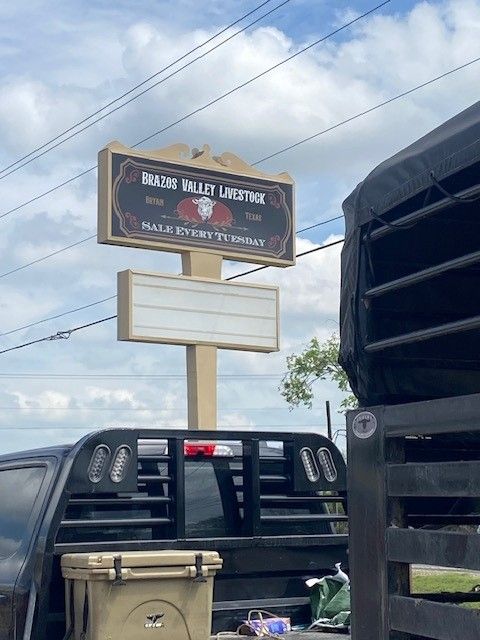 BRAZOS VALLEY LIVESTOCK
BRYAN TEXAS
SALE EVERY TUESDAY